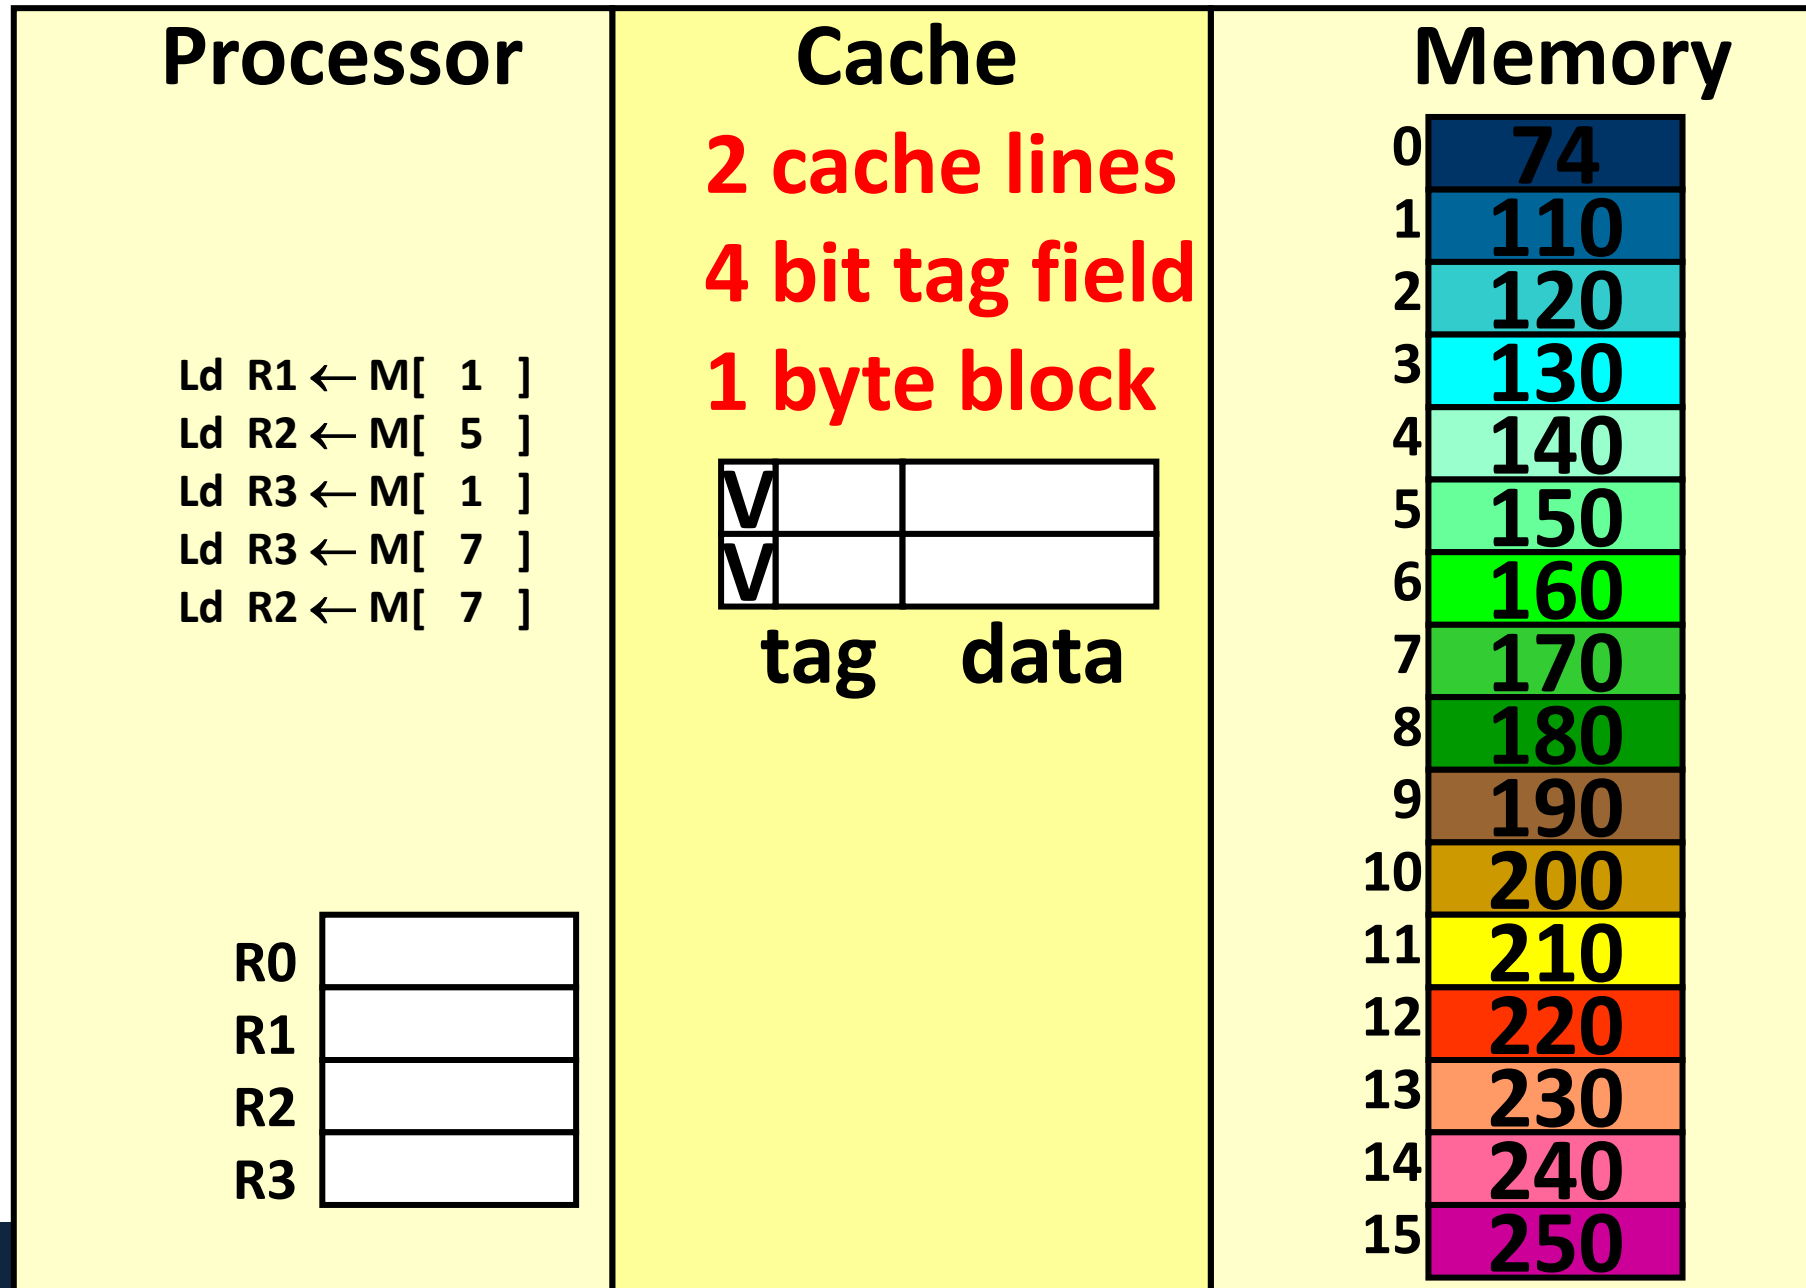 Processor
Ld R1 ← M[ 1 ]
Ld R2 ← M[ 5 ]
Ld R3 ← M[ 1 ]
Ld R3 ← M[ 7 ]
Ld R2 ← M[ 7 ]
R0
R1
R2
R3
Cache
2 cache lines
4 bit tag field
1 byte block
V
V
tag data
Memory
0 74
1 110
2 120
3 130
4 140
5 150
6 160
7 170
8 180
9 190
10 200
11 210
12 220
13 230
14 240
15 250